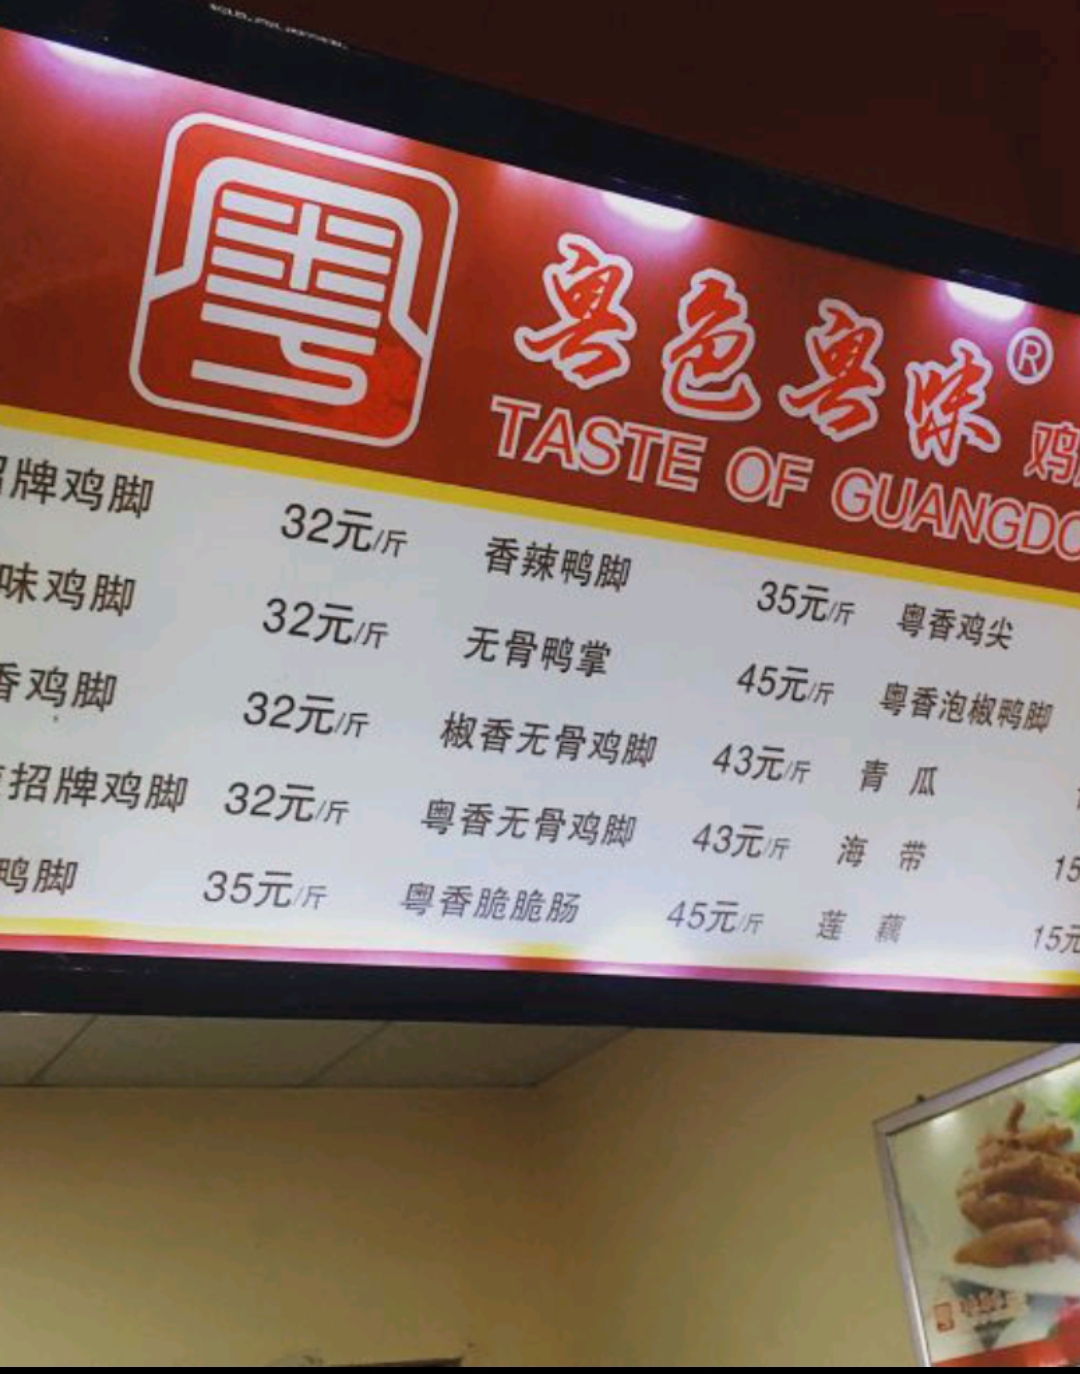 粤
粤色粤味®
鸡
TASTE OF GUANGDO
招牌鸡脚 32元/斤 香辣鸭脚 35元/斤 粤香鸡尖
味鸡脚 32元/斤 无骨鸭掌 45元/斤 粤香泡椒鸭脚
香鸡脚 32元/斤 椒香无骨鸡脚 43元/斤 青瓜
招牌鸡脚 32元/斤 粤香无骨鸡脚 43元/斤 海带 15
鸭脚 35元/斤 粤香脆脆肠 45元/斤 莲藕 15元